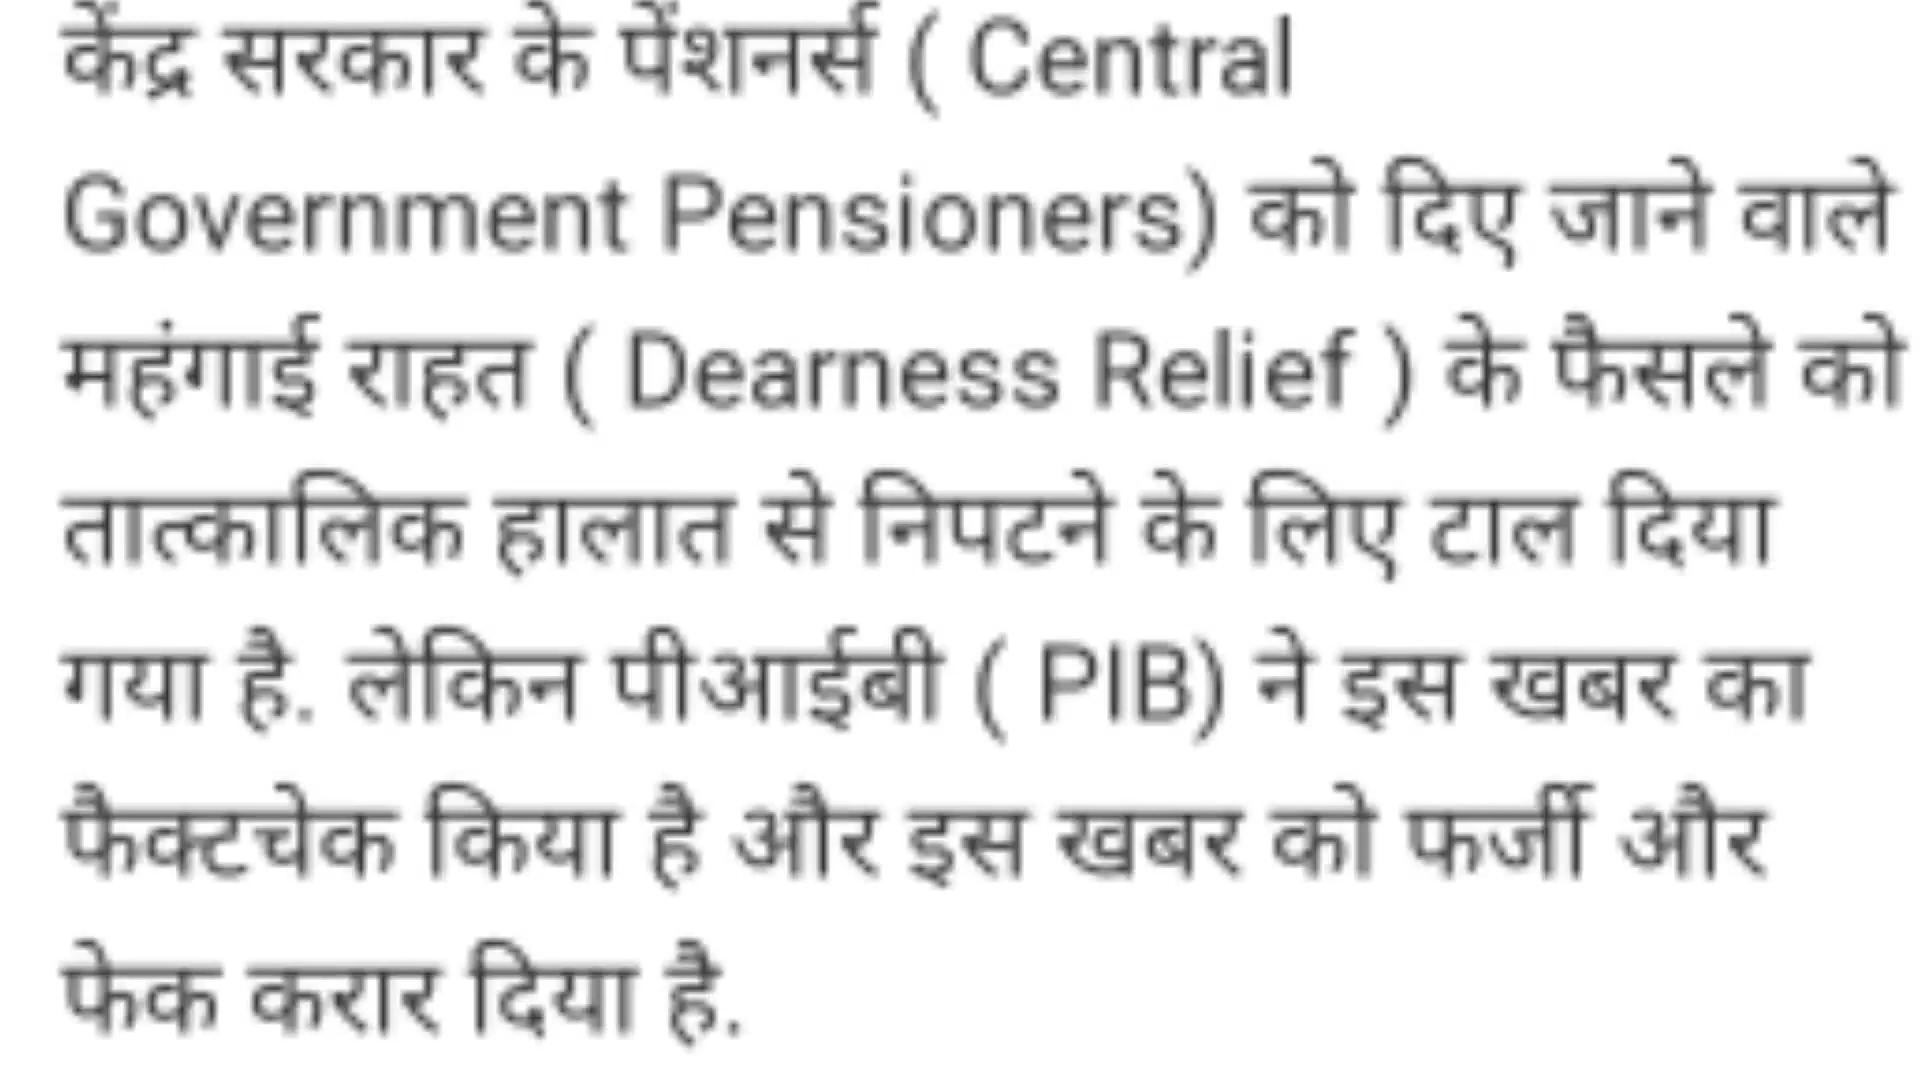 केंद्र सरकार के पेंशनर्स ( Central
Government Pensioners) को दिए जाने वाले
महंगाई राहत ( Dearness Relief ) के फैसले को
तात्कालिक हालात से निपटने के लिए टाल दिया
गया है. लेकिन पीआईबी ( PIB) ने इस खबर का
फैक्टचेक किया है और इस खबर को फर्जी और
फेक करार दिया है.